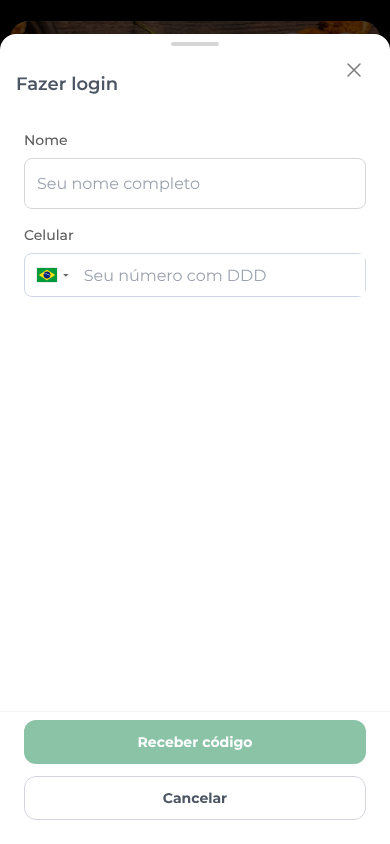 Fazer login
Nome
Seu nome completo
Celular
Seu número com DDD
Receber código
Cancelar